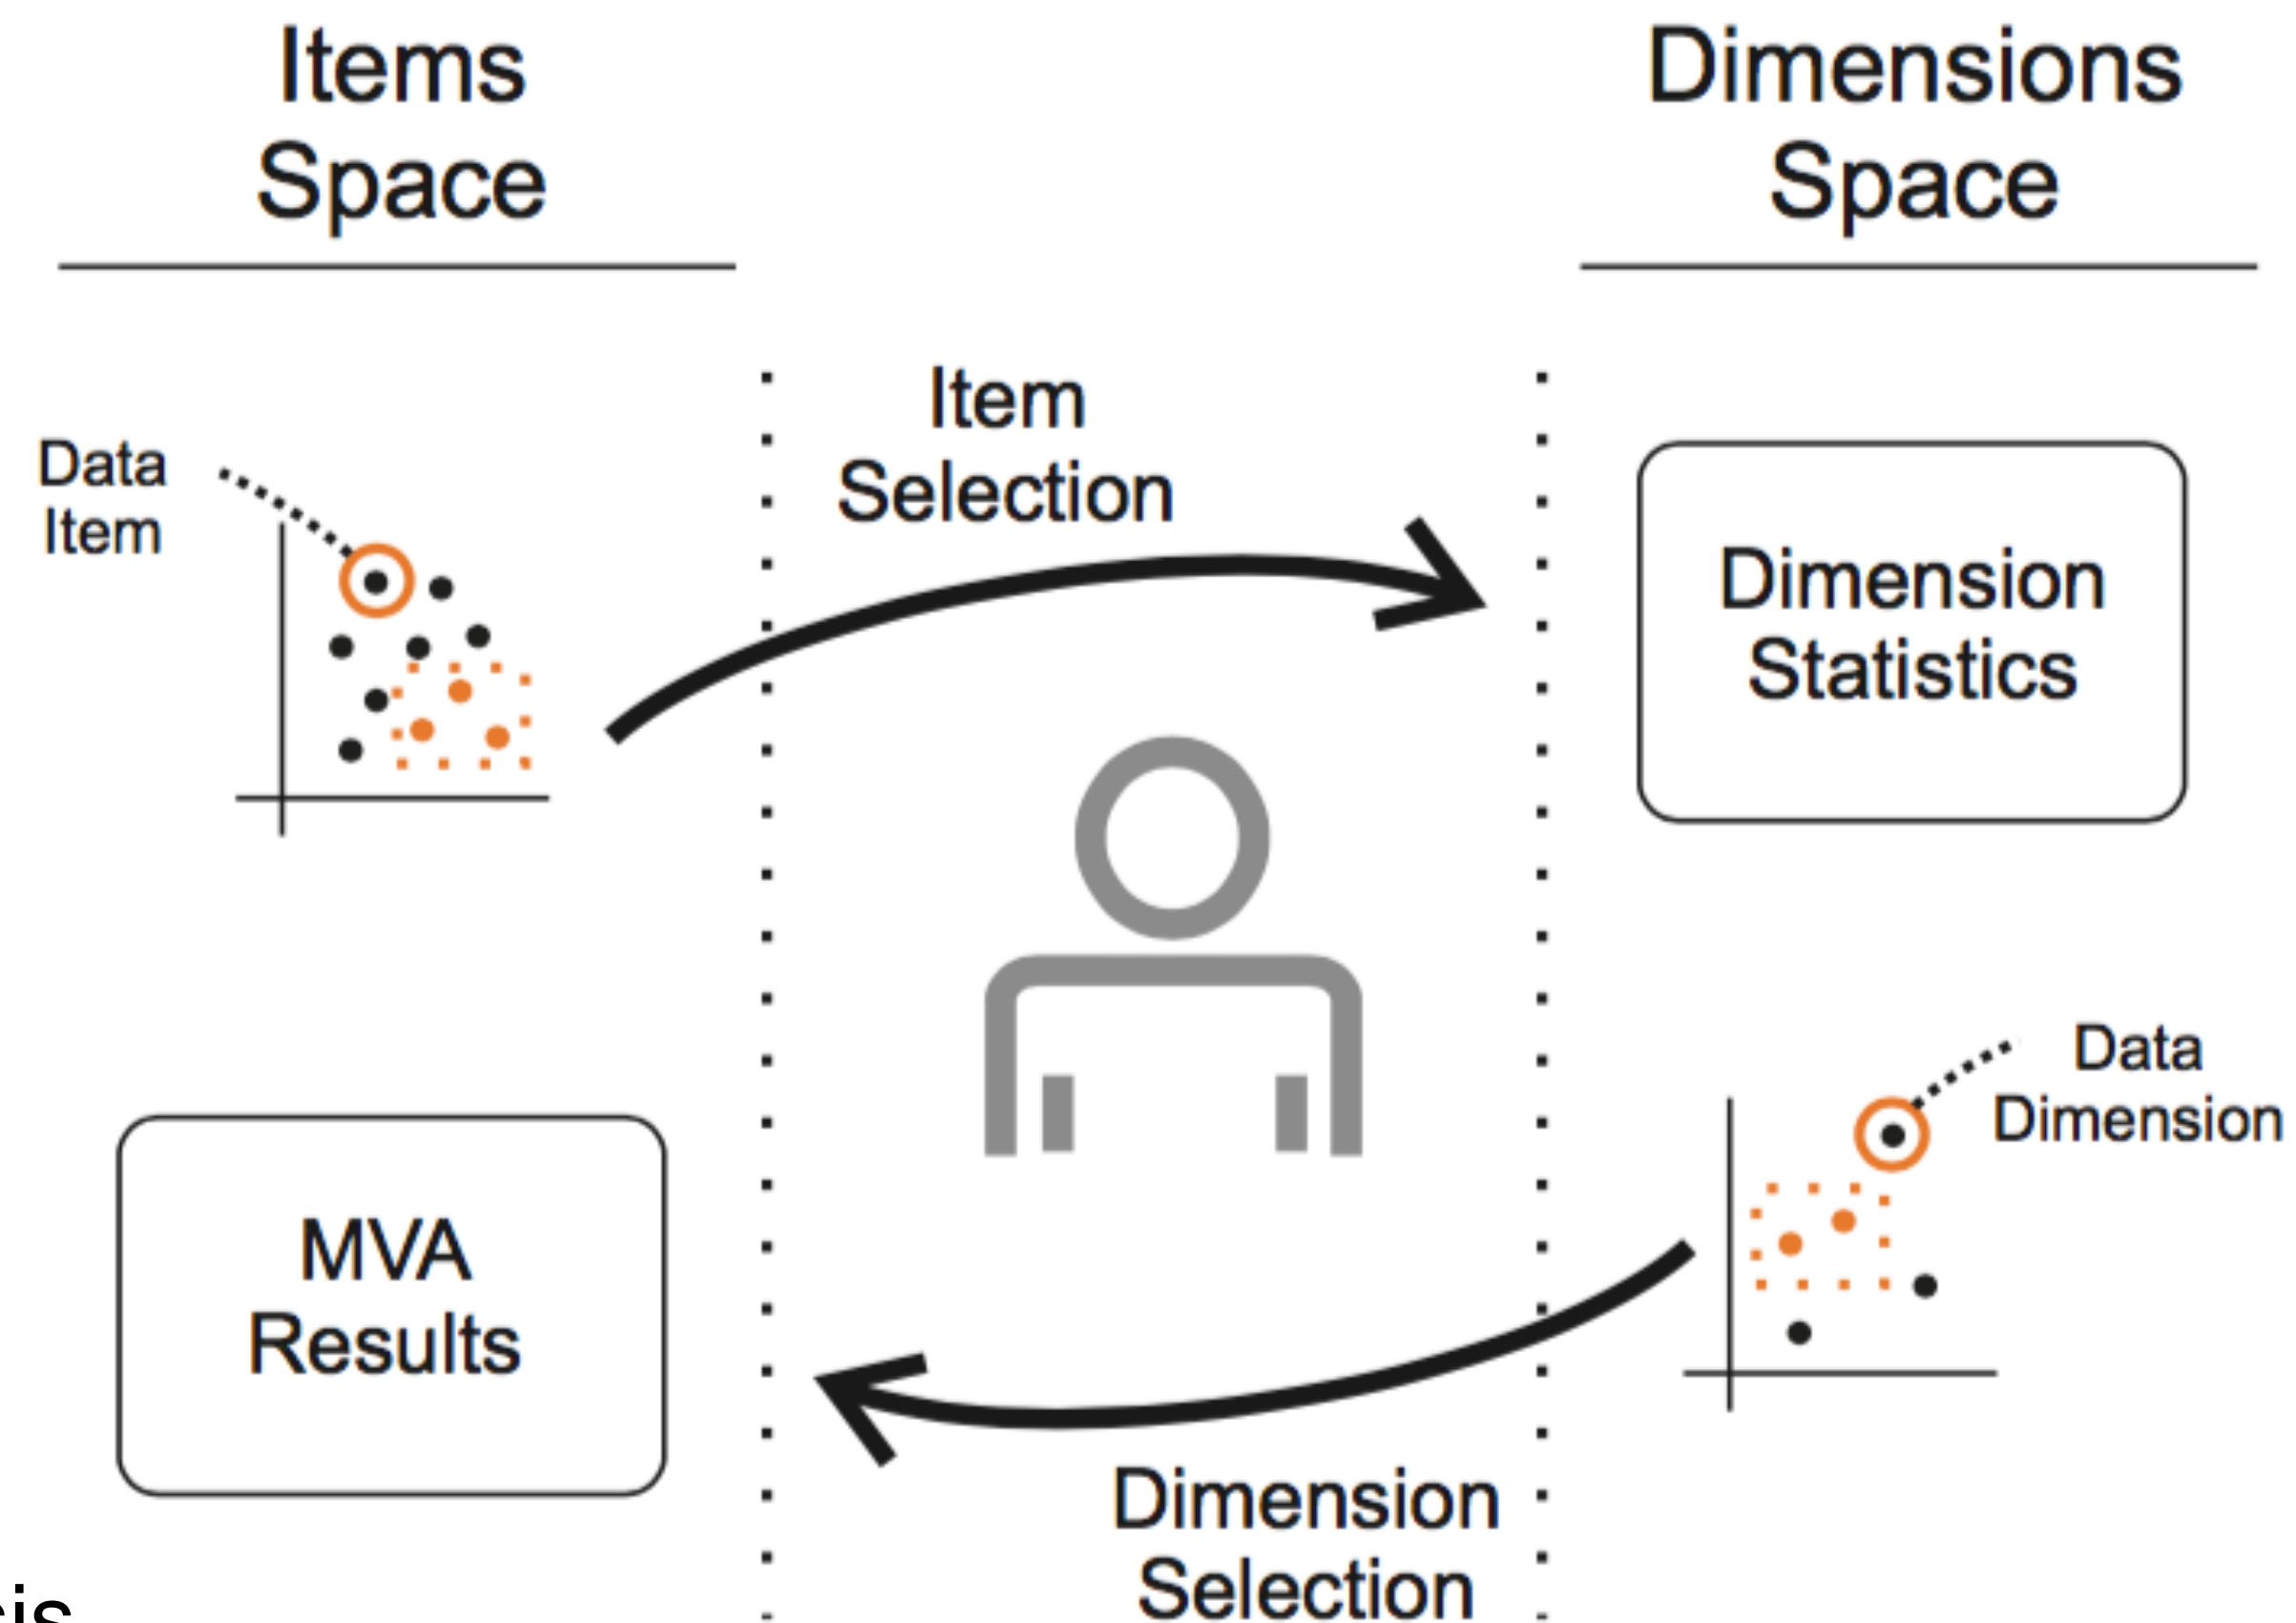 Items
Space
Dimensions
Space
Item
Selection
Data
Item
Dimension
Statistics
Data
Dimension
MVA
Results
Dimension
Selection